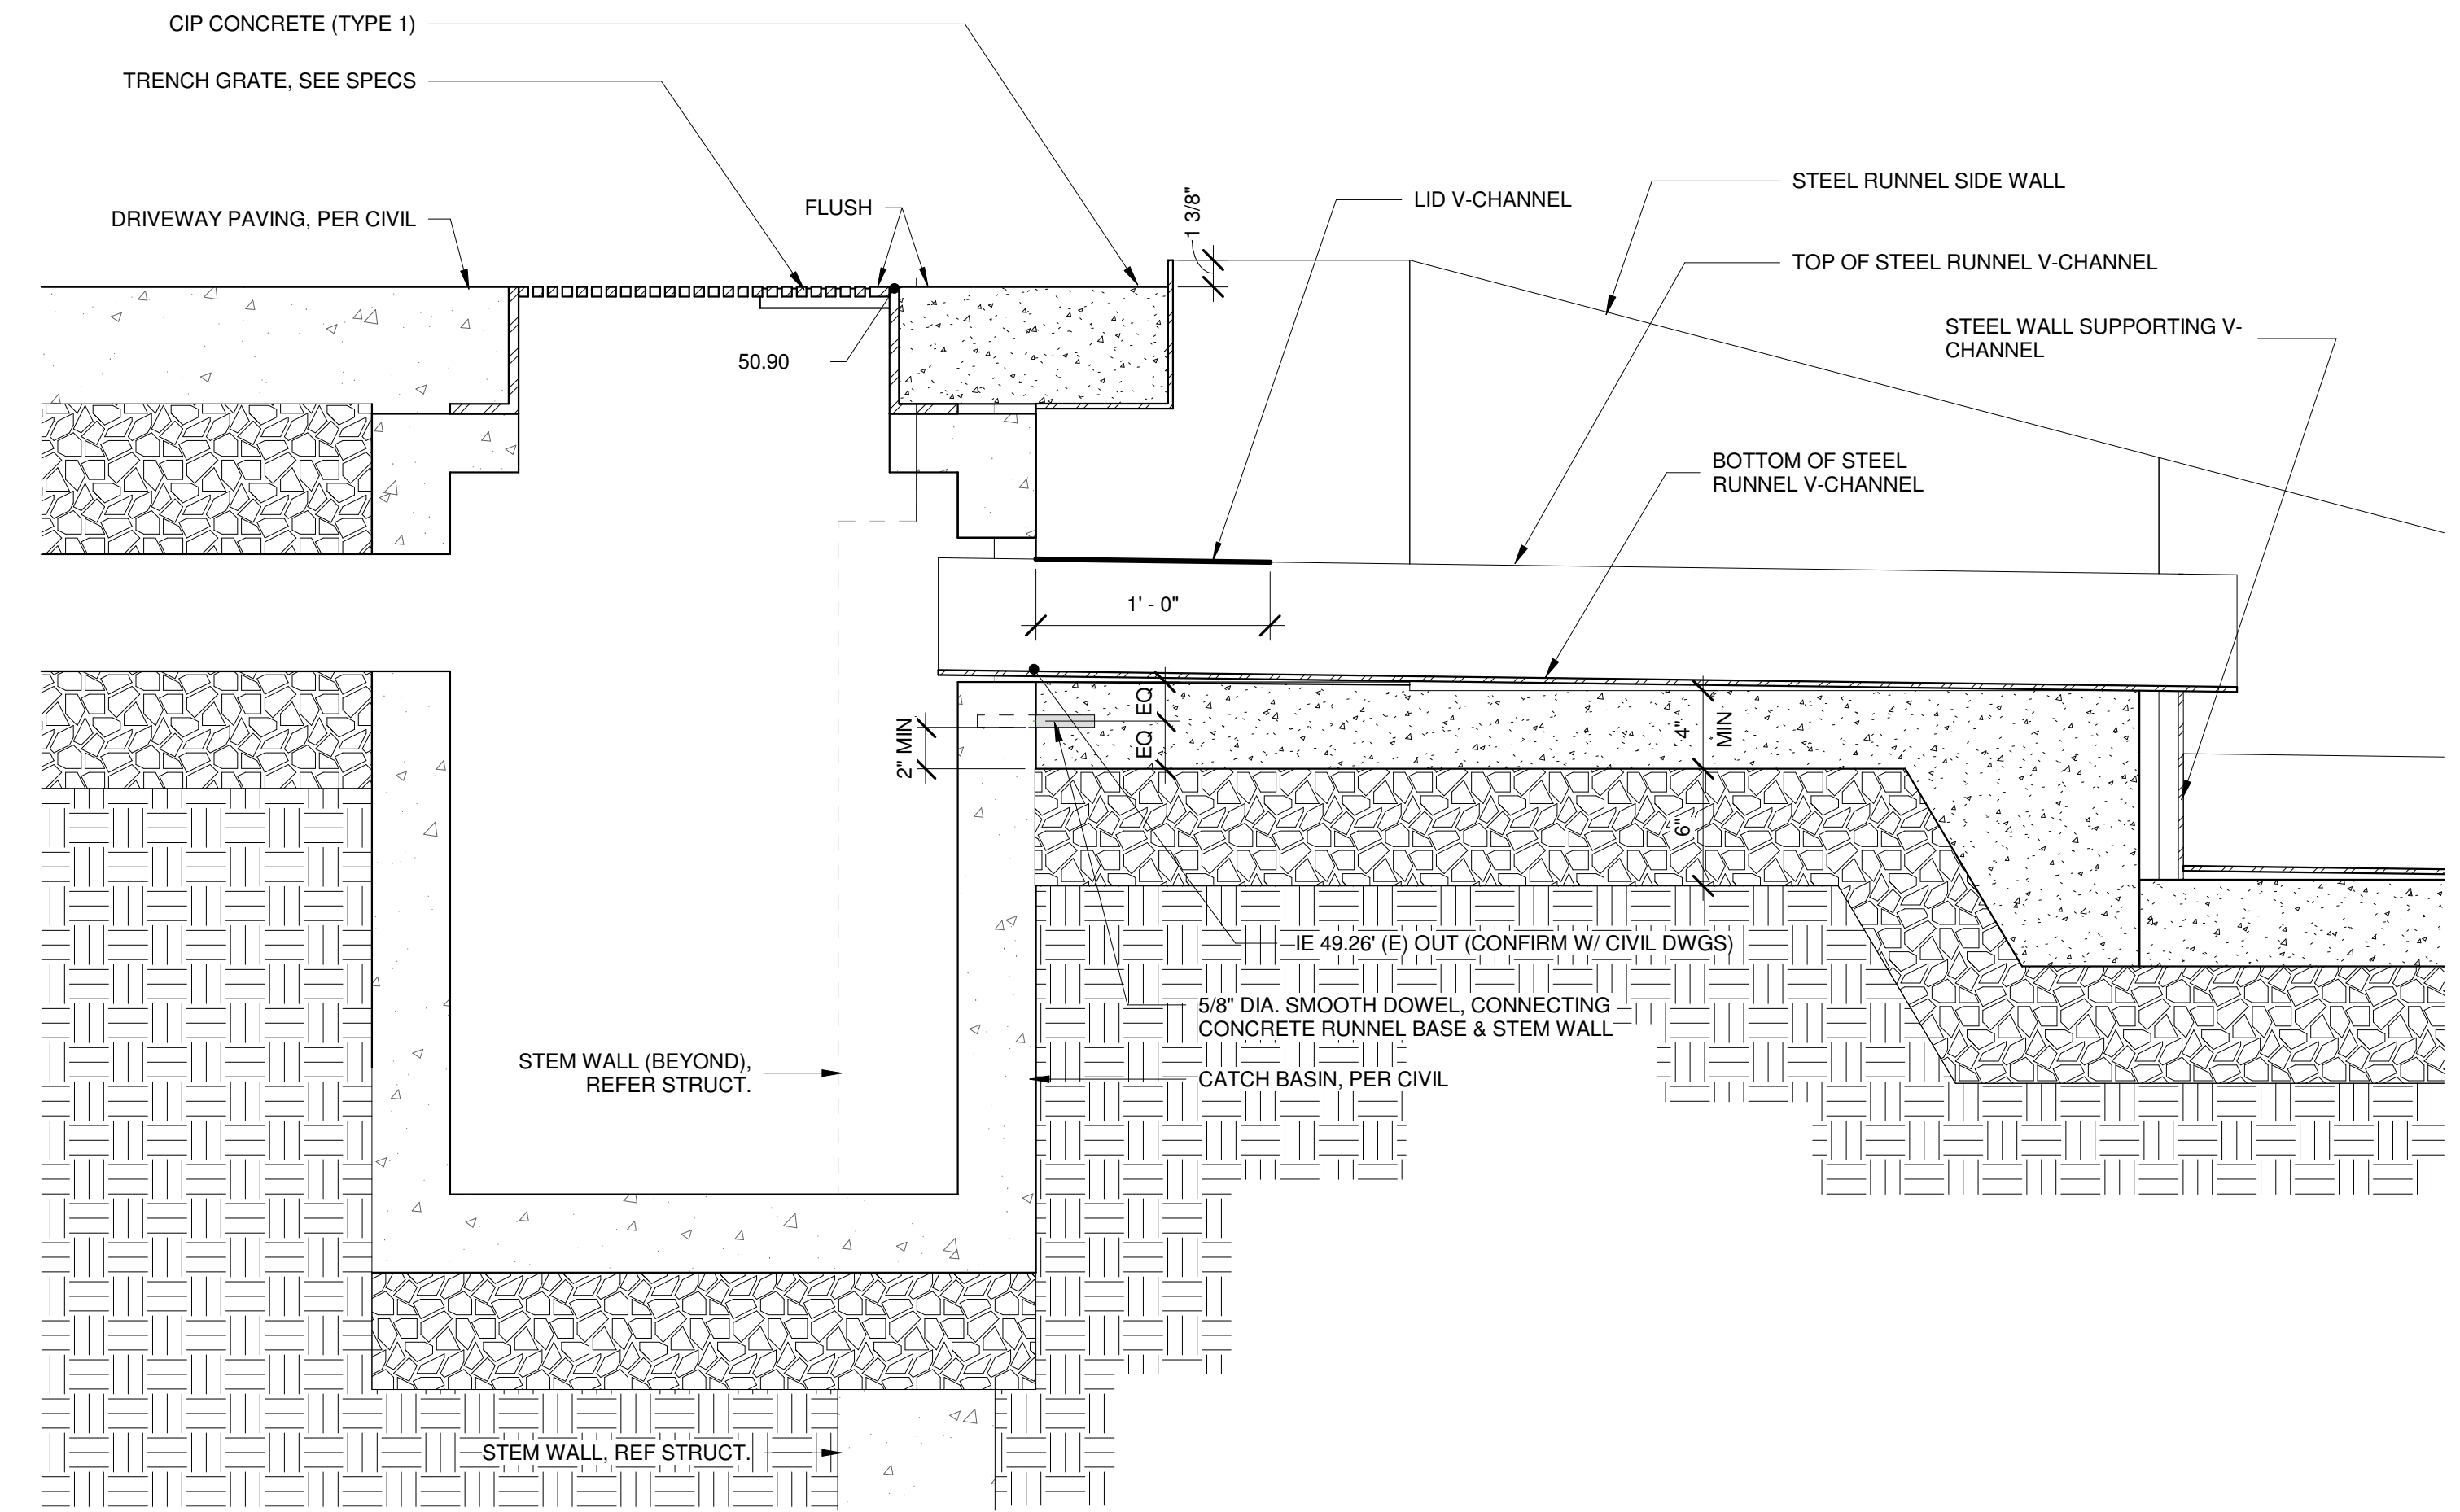 CIP CONCRETE (TYPE 1)
TRENCH GRATE, SEE SPECS
DRIVEWAY PAVING, PER CIVIL
FLUSH
50.90
1 3/8"
LID V-CHANNEL
STEEL RUNNEL SIDE WALL
TOP OF STEEL RUNNEL V-CHANNEL
STEEL WALL SUPPORTING V-
CHANNEL
BOTTOM OF STEEL
RUNNEL V-CHANNEL
1' - 0"
2" MIN
EQ
EQ
4"
MIN
6"
IE 49.26' (E) OUT (CONFIRM W/ CIVIL DWGS)
5/8" DIA. SMOOTH DOWEL, CONNECTING
CONCRETE RUNNEL BASE & STEM WALL
STEM WALL (BEYOND),
REFER STRUCT.
CATCH BASIN, PER CIVIL
STEM WALL, REF STRUCT.